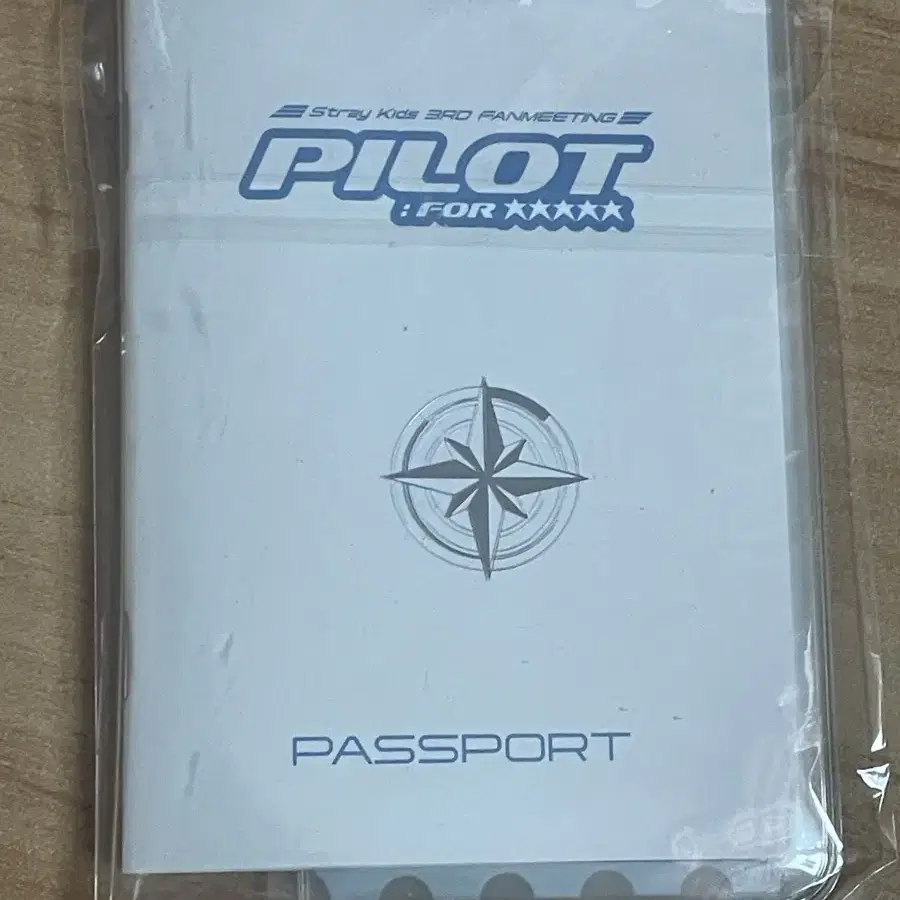 Stray Kids 3RD FANMEETING
PILOT
: FOR ★★★★★
PASSPORT